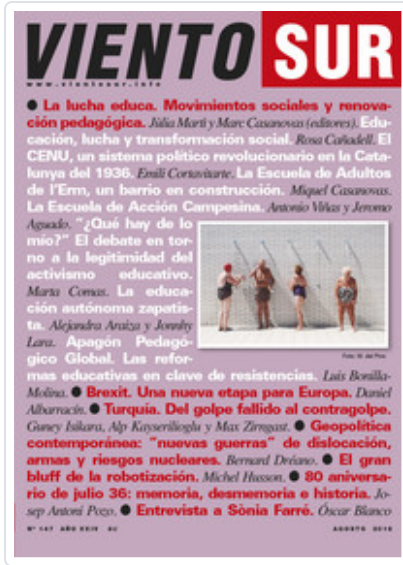 VIENTO SUR
www.vientosur.info
● La lucha educa. Movimientos sociales y renova-
ción pedagógica. Júlia Martí y Marc Casanovas (editores). Edu-
cación, lucha y transformación social. Rosa Cañadell. El
CENU, un sistema político revolucionario en la Cata-
lunya del 1936. Emili Cortavitarte. La Escuela de Adultos
de l'Erm, un barrio en construcción. Miquel Casanovas.
La Escuela de Acción Campesina. Antonio Viñas y Jeromo
Aguado. "¿Qué hay de lo
mío?" El debate en tor-
no a la legitimidad del
activismo educativo.
Marta Comas. La educa-
ción autónoma zapatis-
ta. Alejandra Araiza y Jonnhy
Lara. Apagón Pedagó-
gico Global. Las refor-
mas educativas en clave de resistencias. Luis Bonilla-
Molina. ● Brexit. Una nueva etapa para Europa. Daniel
Albarracín. ● Turquía. Del golpe fallido al contragolpe.
Guney Isikara, Alp Kayserilioglu y Max Zirngast. ● Geopolítica
contemporánea: "nuevas guerras" de dislocación,
armas y riesgos nucleares. Bernard Dréano. ● El gran
bluff de la robotización. Michel Husson. ● 80 aniversa-
rio de julio 36: memoria, desmemoria e historia. Jo-
sep Antoni Pozo. ● Entrevista a Sònia Farré. Óscar Blanco
Nº 147 AÑO XXIV AGOSTO 2016